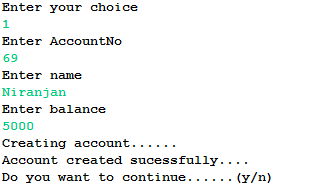 Enter your choice
1
Enter AccountNo
69
Enter name
Niranjan
Enter balance
5000
Creating account......
Account created sucessfully....
Do you want to continue......(y/n)